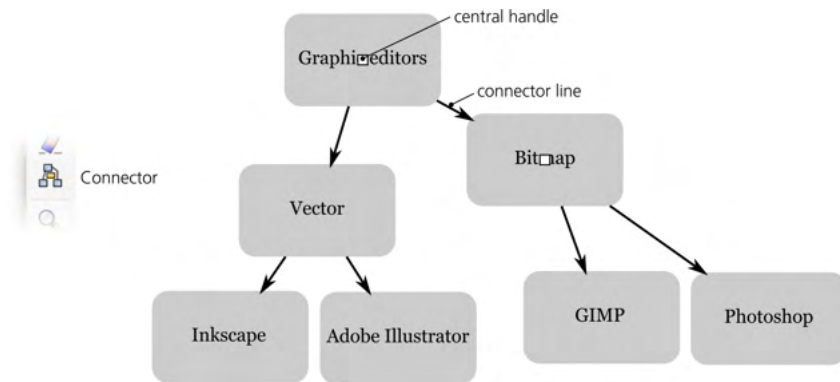 central handle
Graphic editors
connector line
Bitmap
Connector
Vector
GIMP
Photoshop
Inkscape
Adobe Illustrator